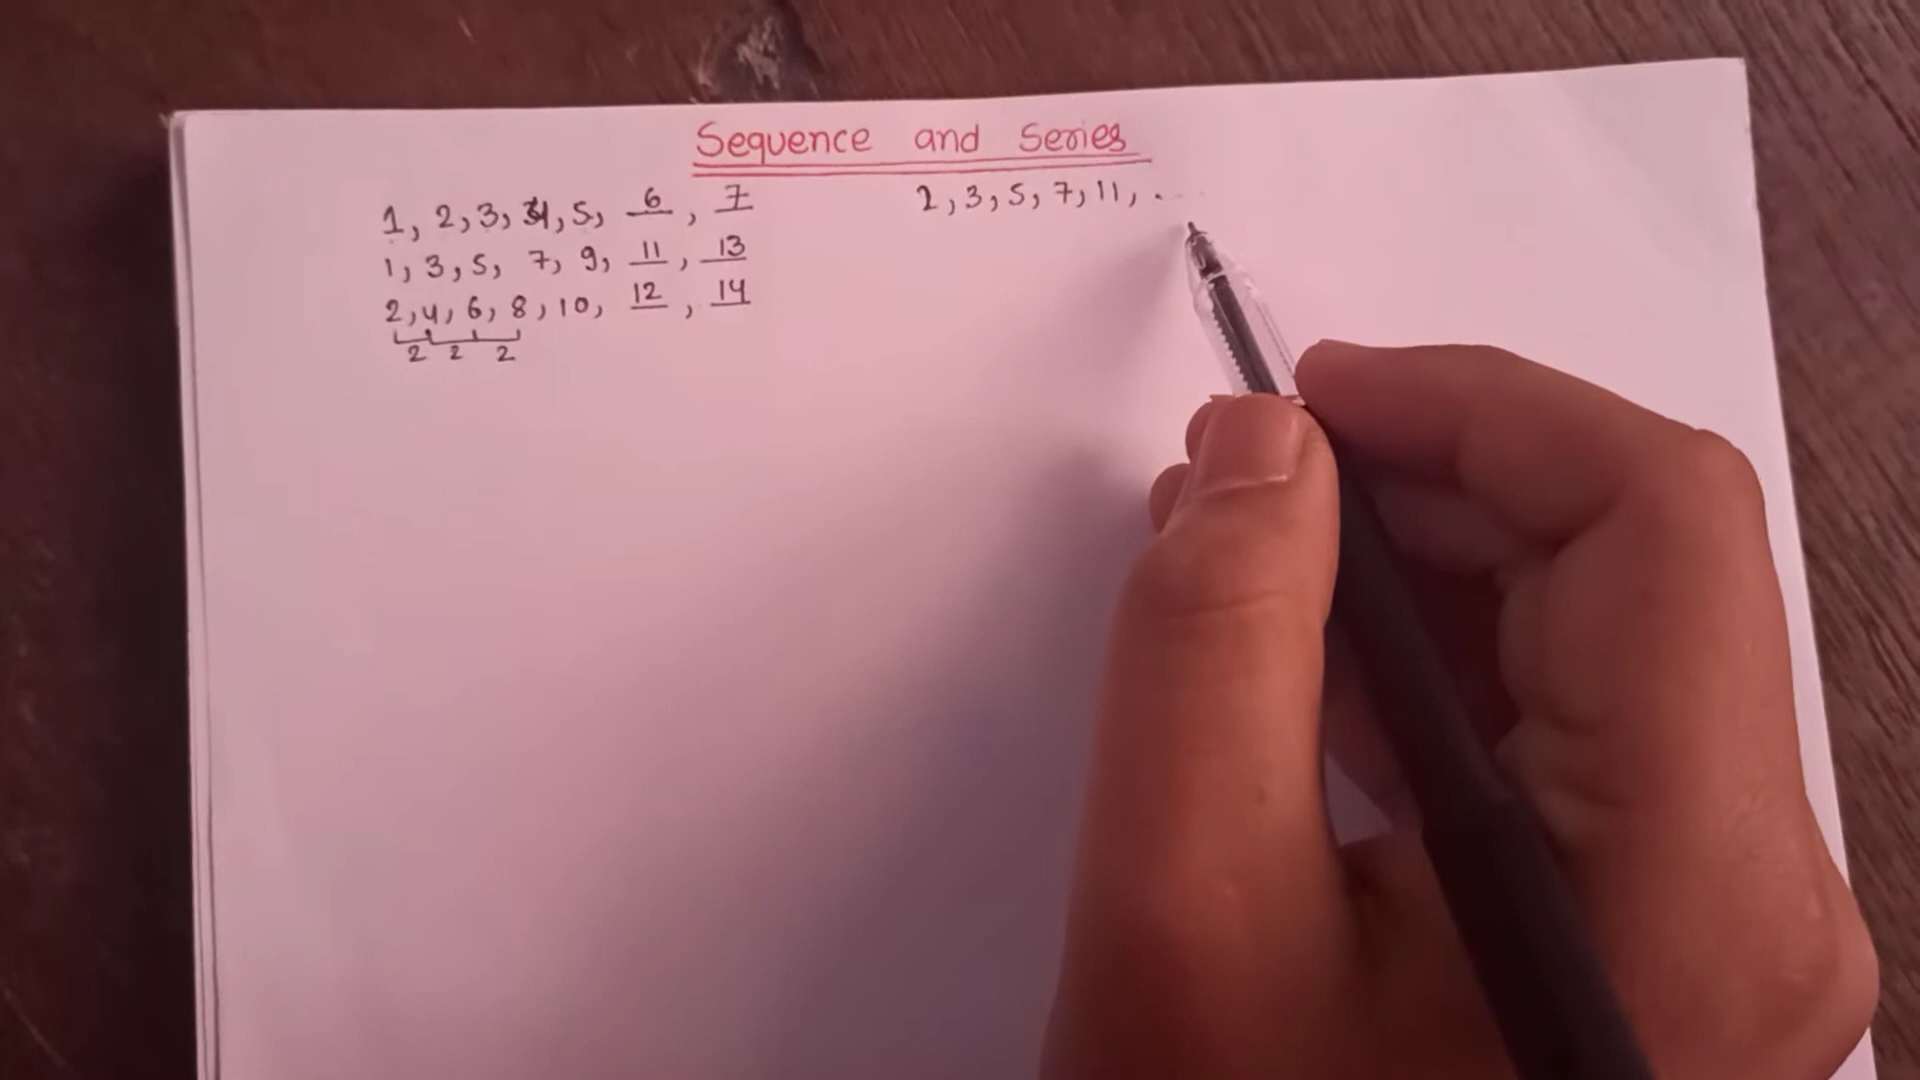 Sequence and Series
1, 2, 3, 4, 5, 6, 7
1, 3, 5, 7, 9, 11, 13
2, 4, 6, 8, 10, 12, 14
2 2 2
2, 3, 5, 7, 11, ....